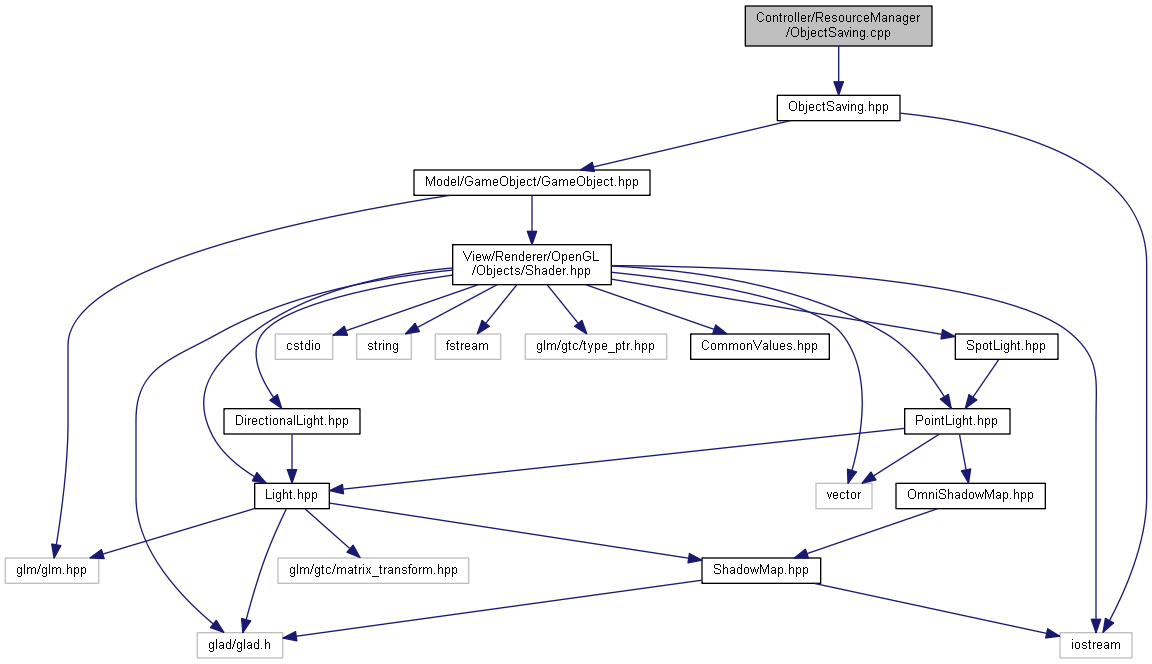 Controller/ResourceManager
/ObjectSaving.cpp
ObjectSaving.hpp
Model/GameObject/GameObject.hpp
View/Renderer/OpenGL
/Objects/Shader.hpp
cstdio
string
fstream
glm/gtc/type_ptr.hpp
CommonValues.hpp
SpotLight.hpp
DirectionalLight.hpp
PointLight.hpp
Light.hpp
vector
OmniShadowMap.hpp
glm/glm.hpp
glm/gtc/matrix_transform.hpp
ShadowMap.hpp
glad/glad.h
iostream